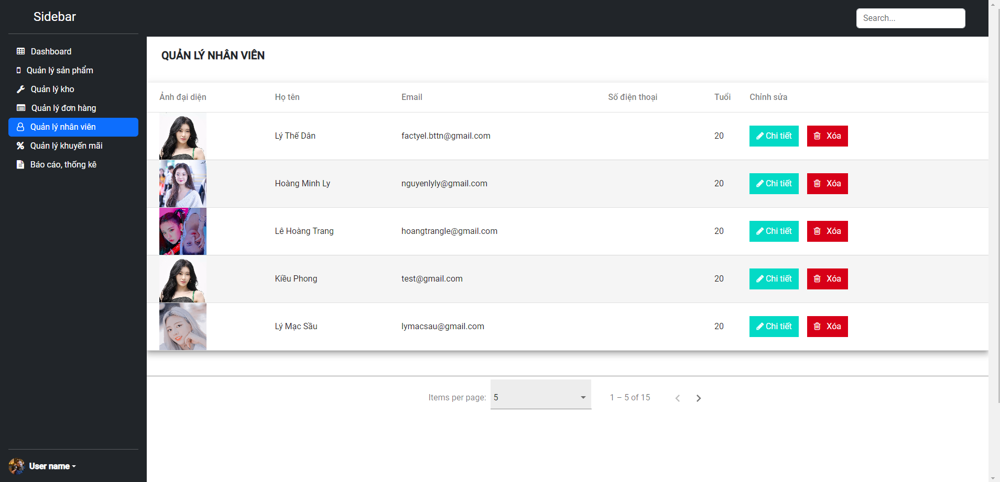 Sidebar
Search...
Dashboard
Quản lý sản phẩm
Quản lý kho
Quản lý đơn hàng
Quản lý nhân viên
Quản lý khuyến mãi
Báo cáo, thống kê
QUẢN LÝ NHÂN VIÊN
Ảnh đại diện Họ tên Email Số điện thoại Tuổi Chỉnh sửa
Lý Thế Dân factyel.bttn@gmail.com 20 Chi tiết Xóa
Hoàng Minh Ly nguyenlyly@gmail.com 20 Chi tiết Xóa
Lê Hoàng Trang hoangtrangle@gmail.com 20 Chi tiết Xóa
Kiều Phong test@gmail.com 20 Chi tiết Xóa
Lý Mạc Sầu lymacsau@gmail.com 20 Chi tiết Xóa
Items per page: 5 1 – 5 of 15
User name